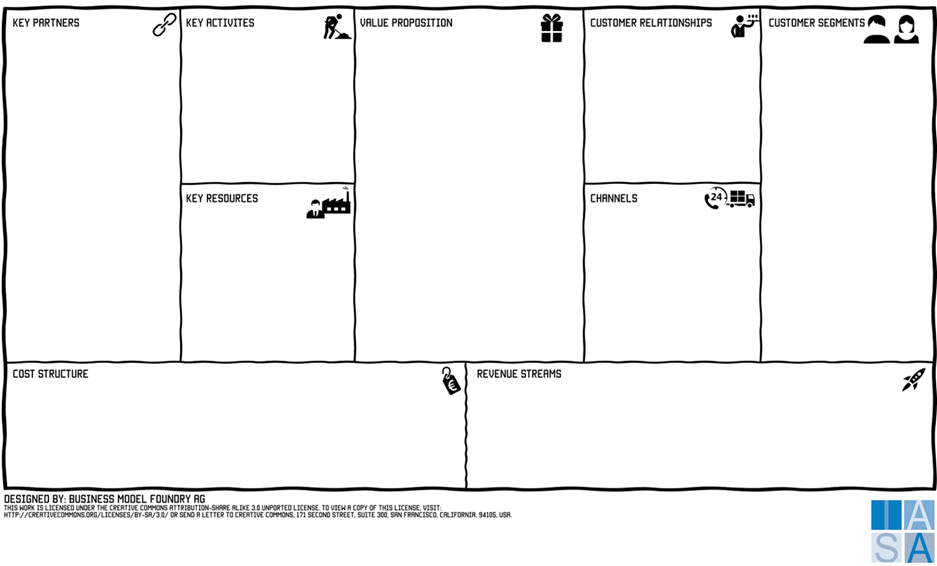 KEY PARTNERS
KEY ACTIVITES
VALUE PROPOSITION
CUSTOMER RELATIONSHIPS
CUSTOMER SEGMENTS
KEY RESOURCES
CHANNELS
24
COST STRUCTURE
€
REVENUE STREAMS
DESIGNED BY: BUSINESS MODEL FOUNDRY AG
THIS WORK IS LICENSED UNDER THE CREATIVE COMMONS ATTRIBUTION-SHARE ALIKE 3.0 UNPORTED LICENSE. TO VIEW A COPY OF THIS LICENSE, VISIT:
HTTP://CREATIVECOMMONS.ORG/LICENSES/BY-SA/3.0/ OR SEND A LETTER TO CREATIVE COMMONS, 171 SECOND STREET, SUITE 300, SAN FRANCISCO, CALIFORNIA, 94105, USA.
IA
SA